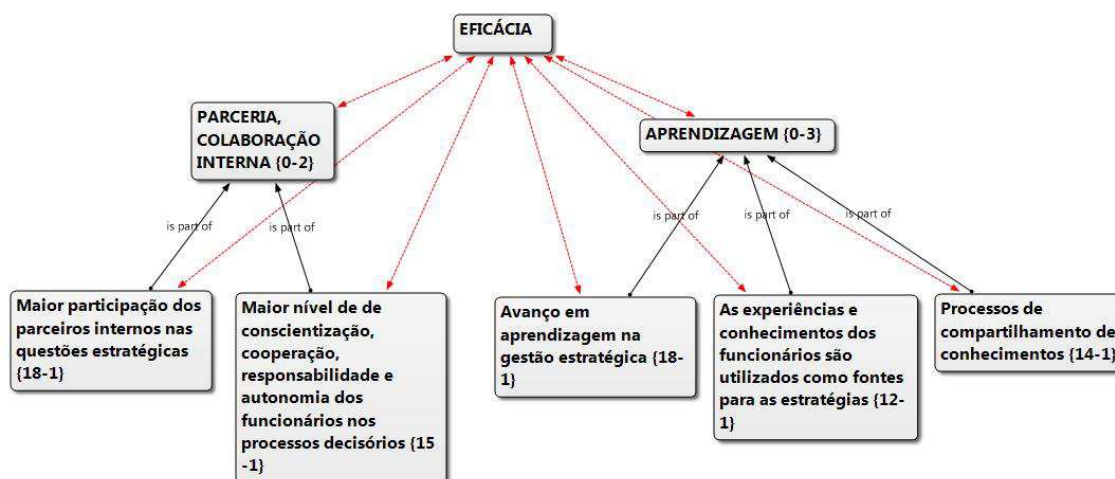 EFICÁCIA
PARCERIA,
COLABORAÇÃO
INTERNA {0-2}
APRENDIZAGEM {0-3}
is part of
is part of
is part of
is part of
is part of
Maior participação dos
parceiros internos nas
questões estratégicas
{18-1}
Maior nível de de
conscientização,
cooperação,
responsabilidade e
autonomia dos
funcionários nos
processos decisórios {15
-1}
Avanço em
aprendizagem na
gestão estratégica {18-
1}
As experiências e
conhecimentos dos
funcionários são
utilizados como fontes
para as estratégias {12-
1}
Processos de
compartilhamento de
conhecimentos {14-1}